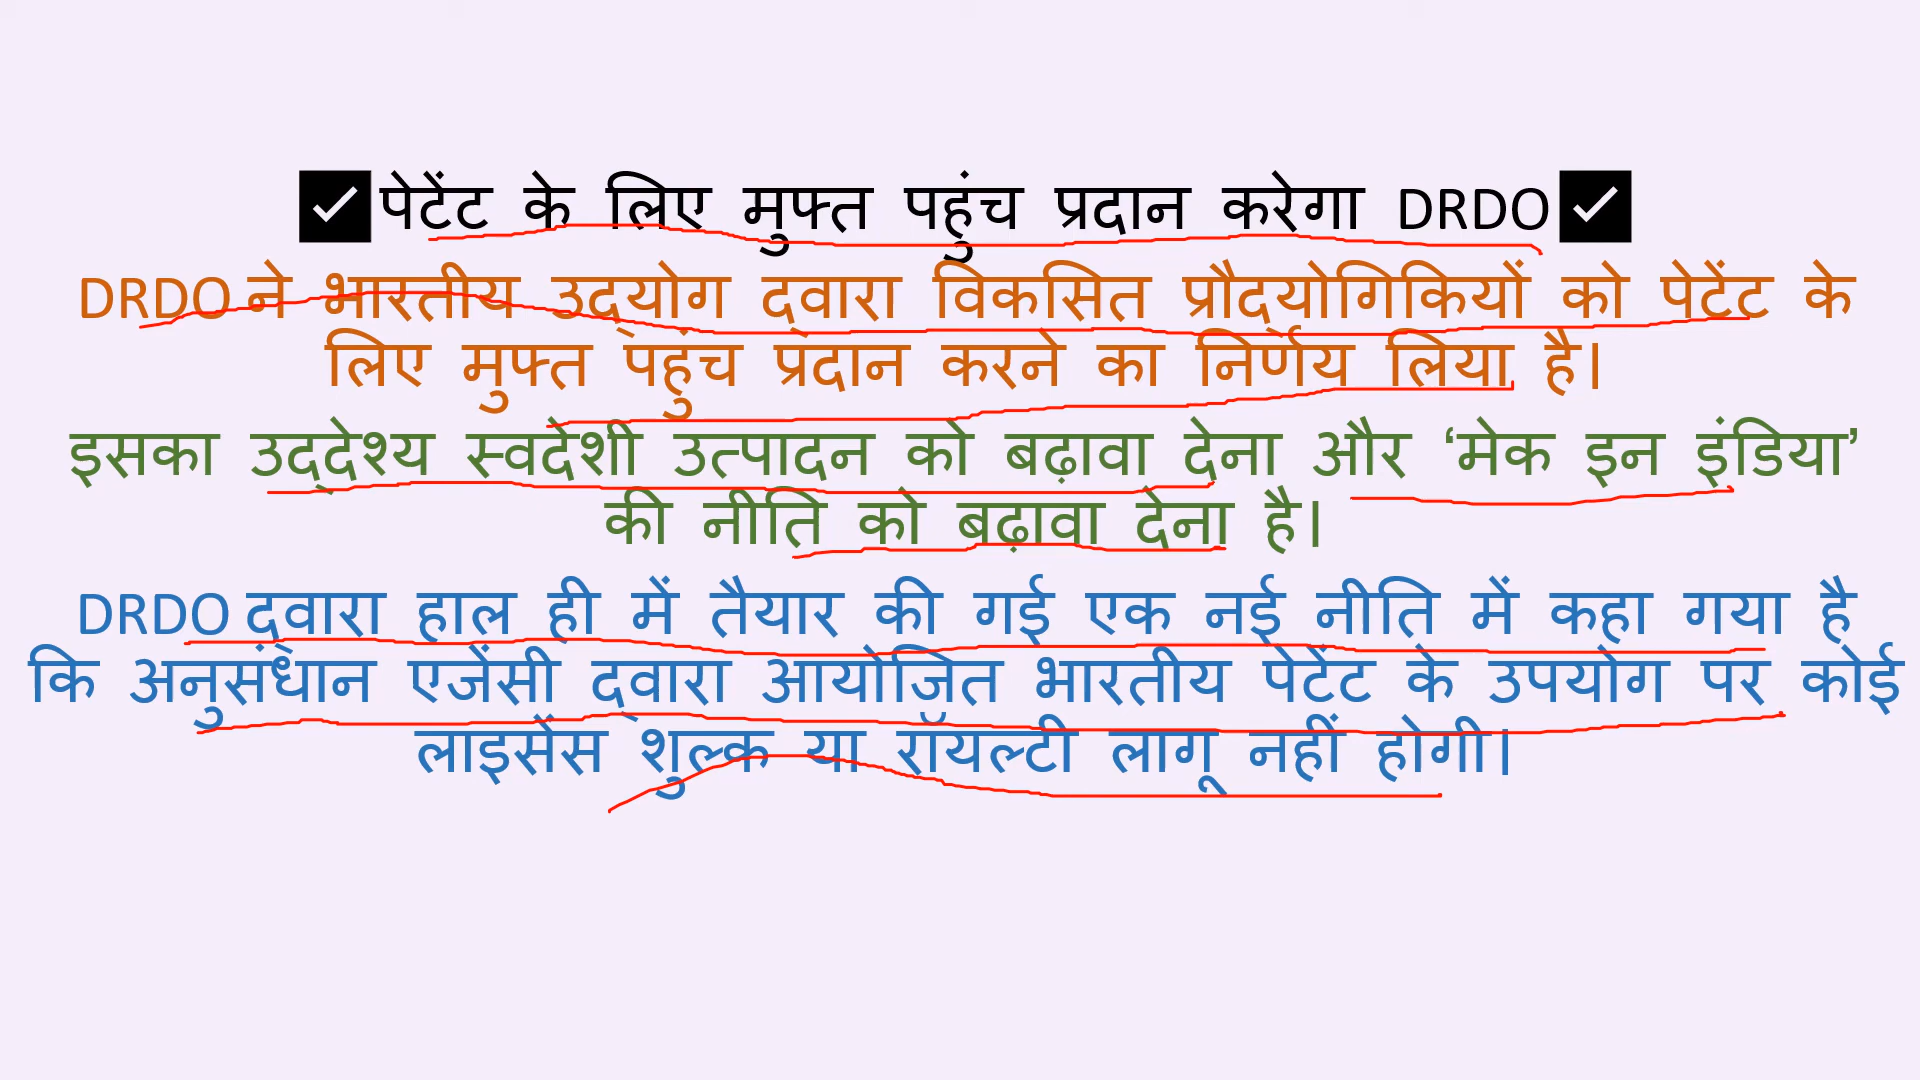 पेटेंट के लिए मुफ्त पहुंच प्रदान करेगा DRDO
DRDO ने भारतीय उद्योग द्वारा विकसित प्रौद्योगिकियों को पेटेंट के
लिए मुफ्त पहुंच प्रदान करने का निर्णय लिया है।
इसका उद्देश्य स्वदेशी उत्पादन को बढ़ावा देना और ‘मेक इन इंडिया’
की नीति को बढ़ावा देना है।
DRDO द्वारा हाल ही में तैयार की गई एक नई नीति में कहा गया है
कि अनुसंधान एजेंसी द्वारा आयोजित भारतीय पेटेंट के उपयोग पर कोई
लाइसेंस शुल्क या रॉयल्टी लागू नहीं होगी।